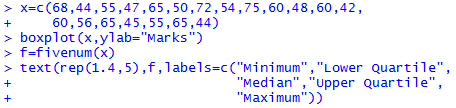 > x=c(68,44,55,47,65,50,72,54,75,60,48,60,42,
+     60,56,65,45,55,65,44)
> boxplot(x,ylab="Marks")
> f=fivenum(x)
> text(rep(1.4,5),f,labels=c("Minimum","Lower Quartile",
+                            "Median","Upper Quartile",
+                            "Maximum"))